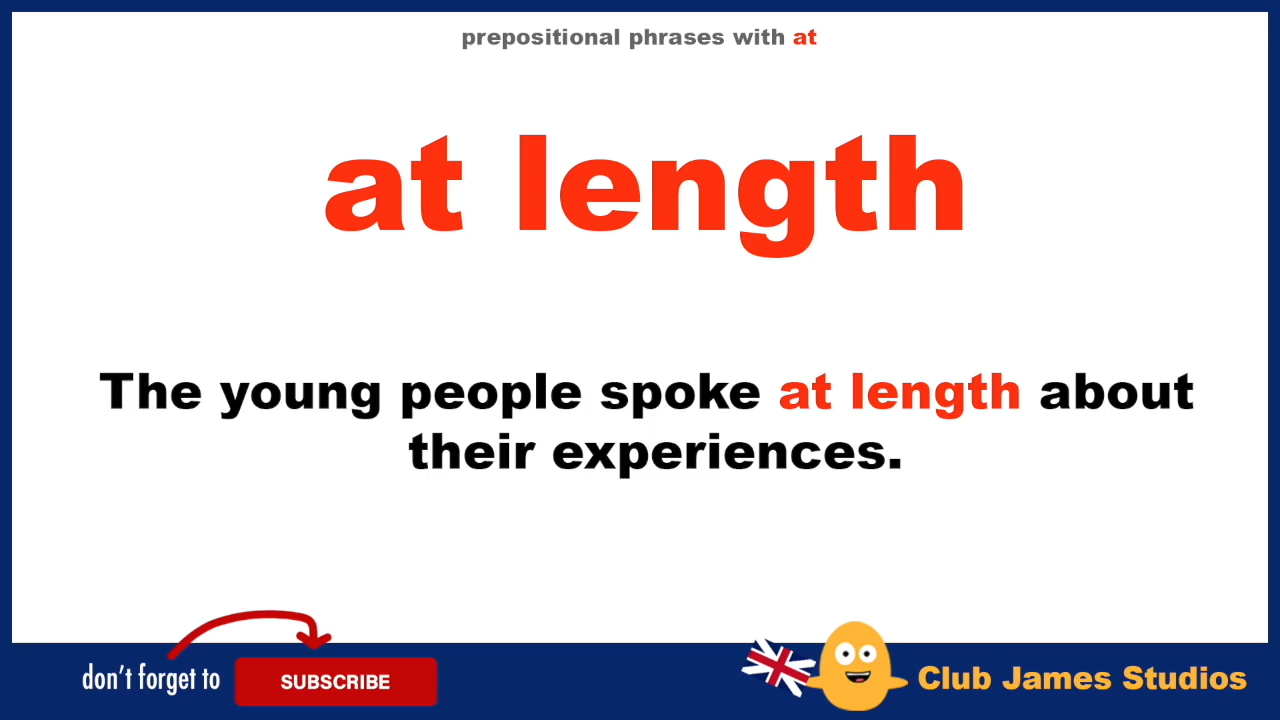 prepositional phrases with at
at length
The young people spoke at length about
their experiences.
don't forget to
SUBSCRIBE
Club James Studios